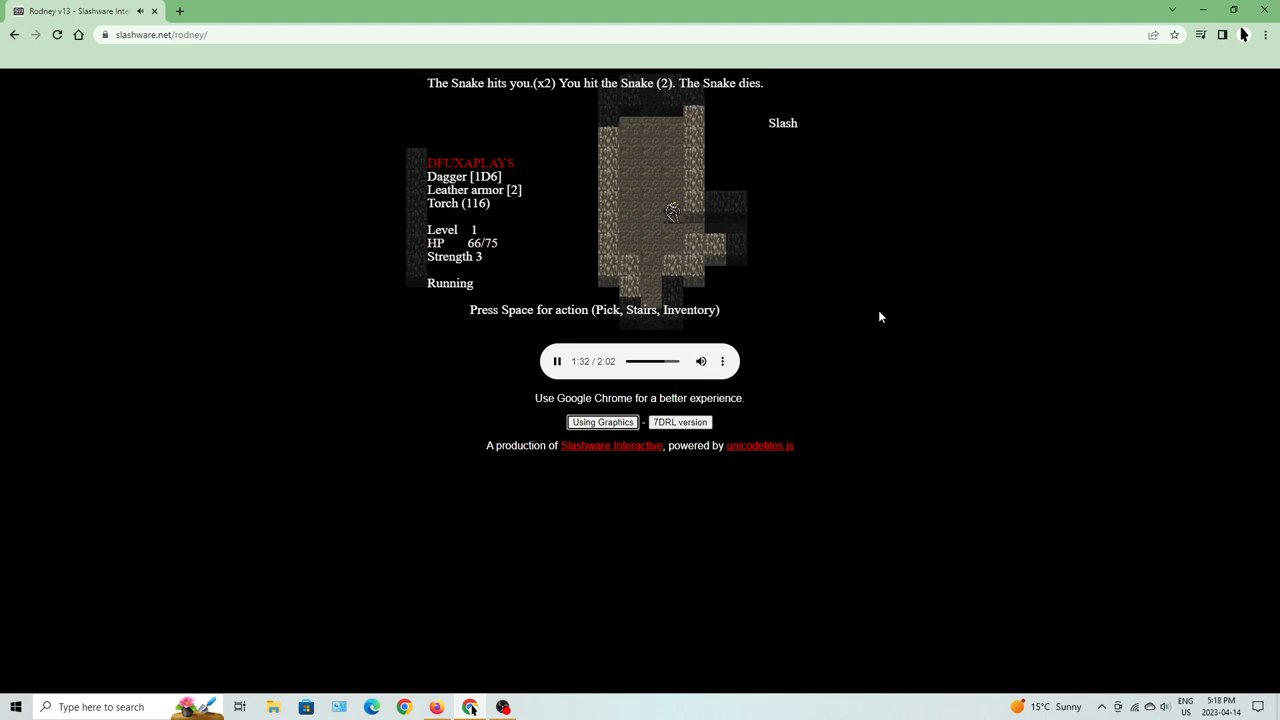 Rodney v13 - Slashware Inte
slashware.net/rodney/
The Snake hits you.(x2) You hit the Snake (2). The Snake dies.
Slash
DFUXAPLAYS
Dagger [1D6]
Leather armor [2]
Torch (116)
Level 1
HP 66/75
Strength 3
Running
Press Space for action (Pick, Stairs, Inventory)
1:32 / 2:02
Use Google Chrome for a better experience.
Using Graphics - 7DRL version
A production of Slashware Interactive, powered by unicodetiles.js
Type here to search
15°C Sunny
ENG
US
5:18 PM
2023-04-14